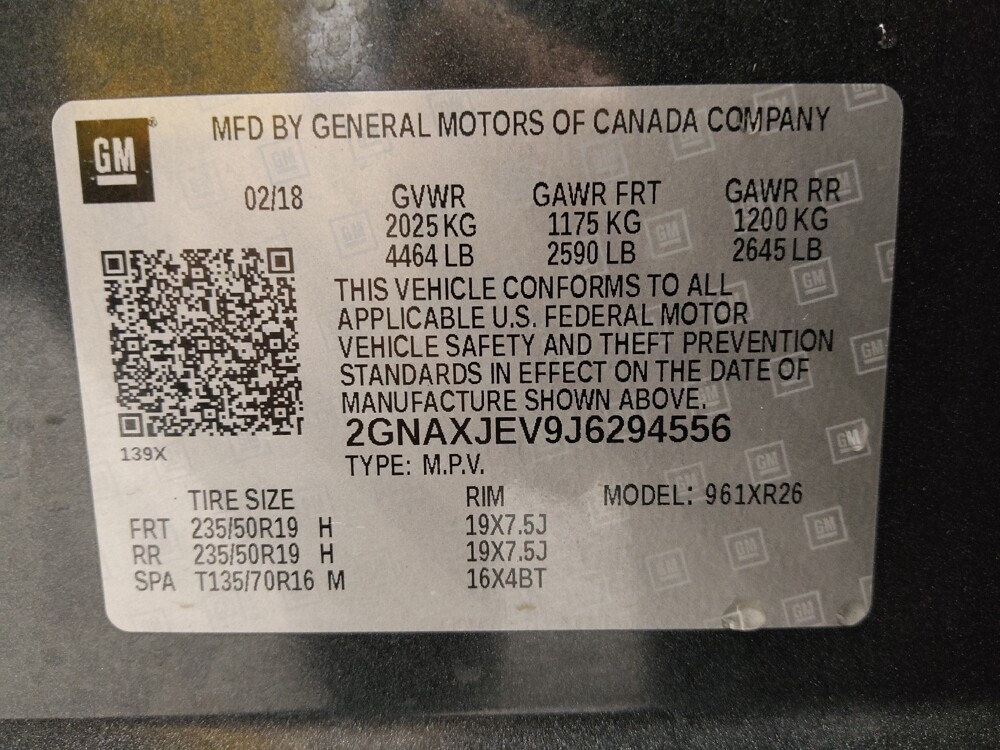 GM
MFD BY GENERAL MOTORS OF CANADA COMPANY
02/18 GVWR GAWR FRT GAWR RR
2025 KG 1175 KG 1200 KG
4464 LB 2590 LB 2645 LB
THIS VEHICLE CONFORMS TO ALL
APPLICABLE U.S. FEDERAL MOTOR
VEHICLE SAFETY AND THEFT PREVENTION
STANDARDS IN EFFECT ON THE DATE OF
MANUFACTURE SHOWN ABOVE.
2GNAXJEV9J6294556
139X
TYPE: M.P.V.
TIRE SIZE RIM MODEL: 961XR26
FRT 235/50R19 H 19X7.5J
RR 235/50R19 H 19X7.5J
SPA T135/70R16 M 16X4BT